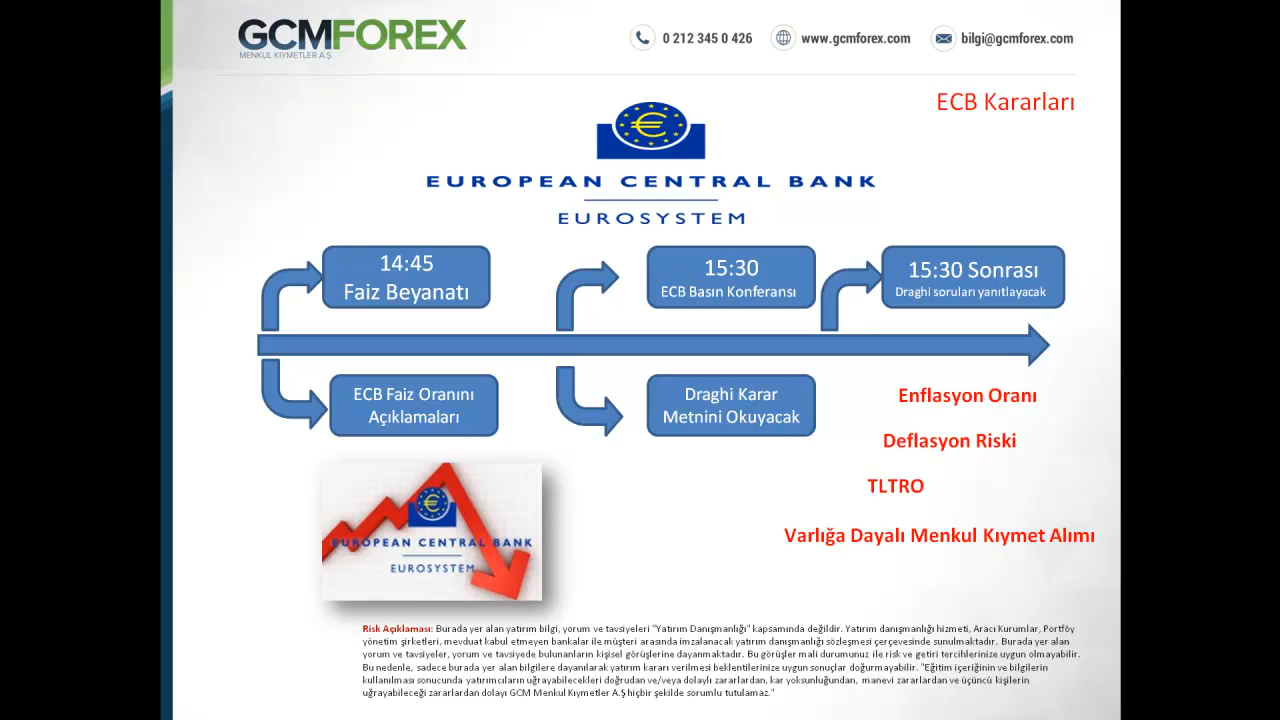 GCMFOREX
MENKUL KIYMETLER A.Ş
0 212 345 0 426
www.gcmforex.com
bilgi@gcmforex.com
ECB Kararları
EUROPEAN CENTRAL BANK
EUROSYSTEM
14:45
Faiz Beyanatı
15:30
ECB Basın Konferansı
15:30 Sonrası
Draghi soruları yanıtlayacak
ECB Faiz Oranını
Açıklamaları
Draghi Karar
Metnini Okuyacak
Enflasyon Oranı
Deflasyon Riski
TLTRO
Varlığa Dayalı Menkul Kıymet Alımı
EUROPEAN CENTRAL BANK
EUROSYSTEM
Risk Açıklaması: Burada yer alan yatırım bilgi, yorum ve tavsiyeleri "Yatırım Danışmanlığı" kapsamında değildir. Yatırım danışmanlığı hizmeti, Aracı Kurumlar, Portföy
yönetim şirketleri, mevduat kabul etmeyen bankalar ile müşteri arasında imzalanacak yatırım danışmanlığı sözleşmesi çerçevesinde sunulmaktadır. Burada yer alan
yorum ve tavsiyeler, yorum ve tavsiyede bulunanların kişisel görüşlerine dayanmaktadır. Bu görüşler mali durumunuz ile risk ve getiri tercihlerinize uygun olmayabilir.
Bu nedenle, sadece burada yer alan bilgilere dayanılarak yatırım kararı verilmesi beklentilerinize uygun sonuçlar doğurmayabilir. "Eğitim içeriğinin ve bilgilerin
kullanılması sonucunda yatırımcıların uğrayabilecekleri doğrudan ve/veya dolaylı zararlardan, kar yoksunluğundan, manevi zararlardan ve üçüncü kişilerin
uğrayabileceği zararlardan dolayı GCM Menkul Kıymetler A.Ş hiçbir şekilde sorumlu tutulamaz."